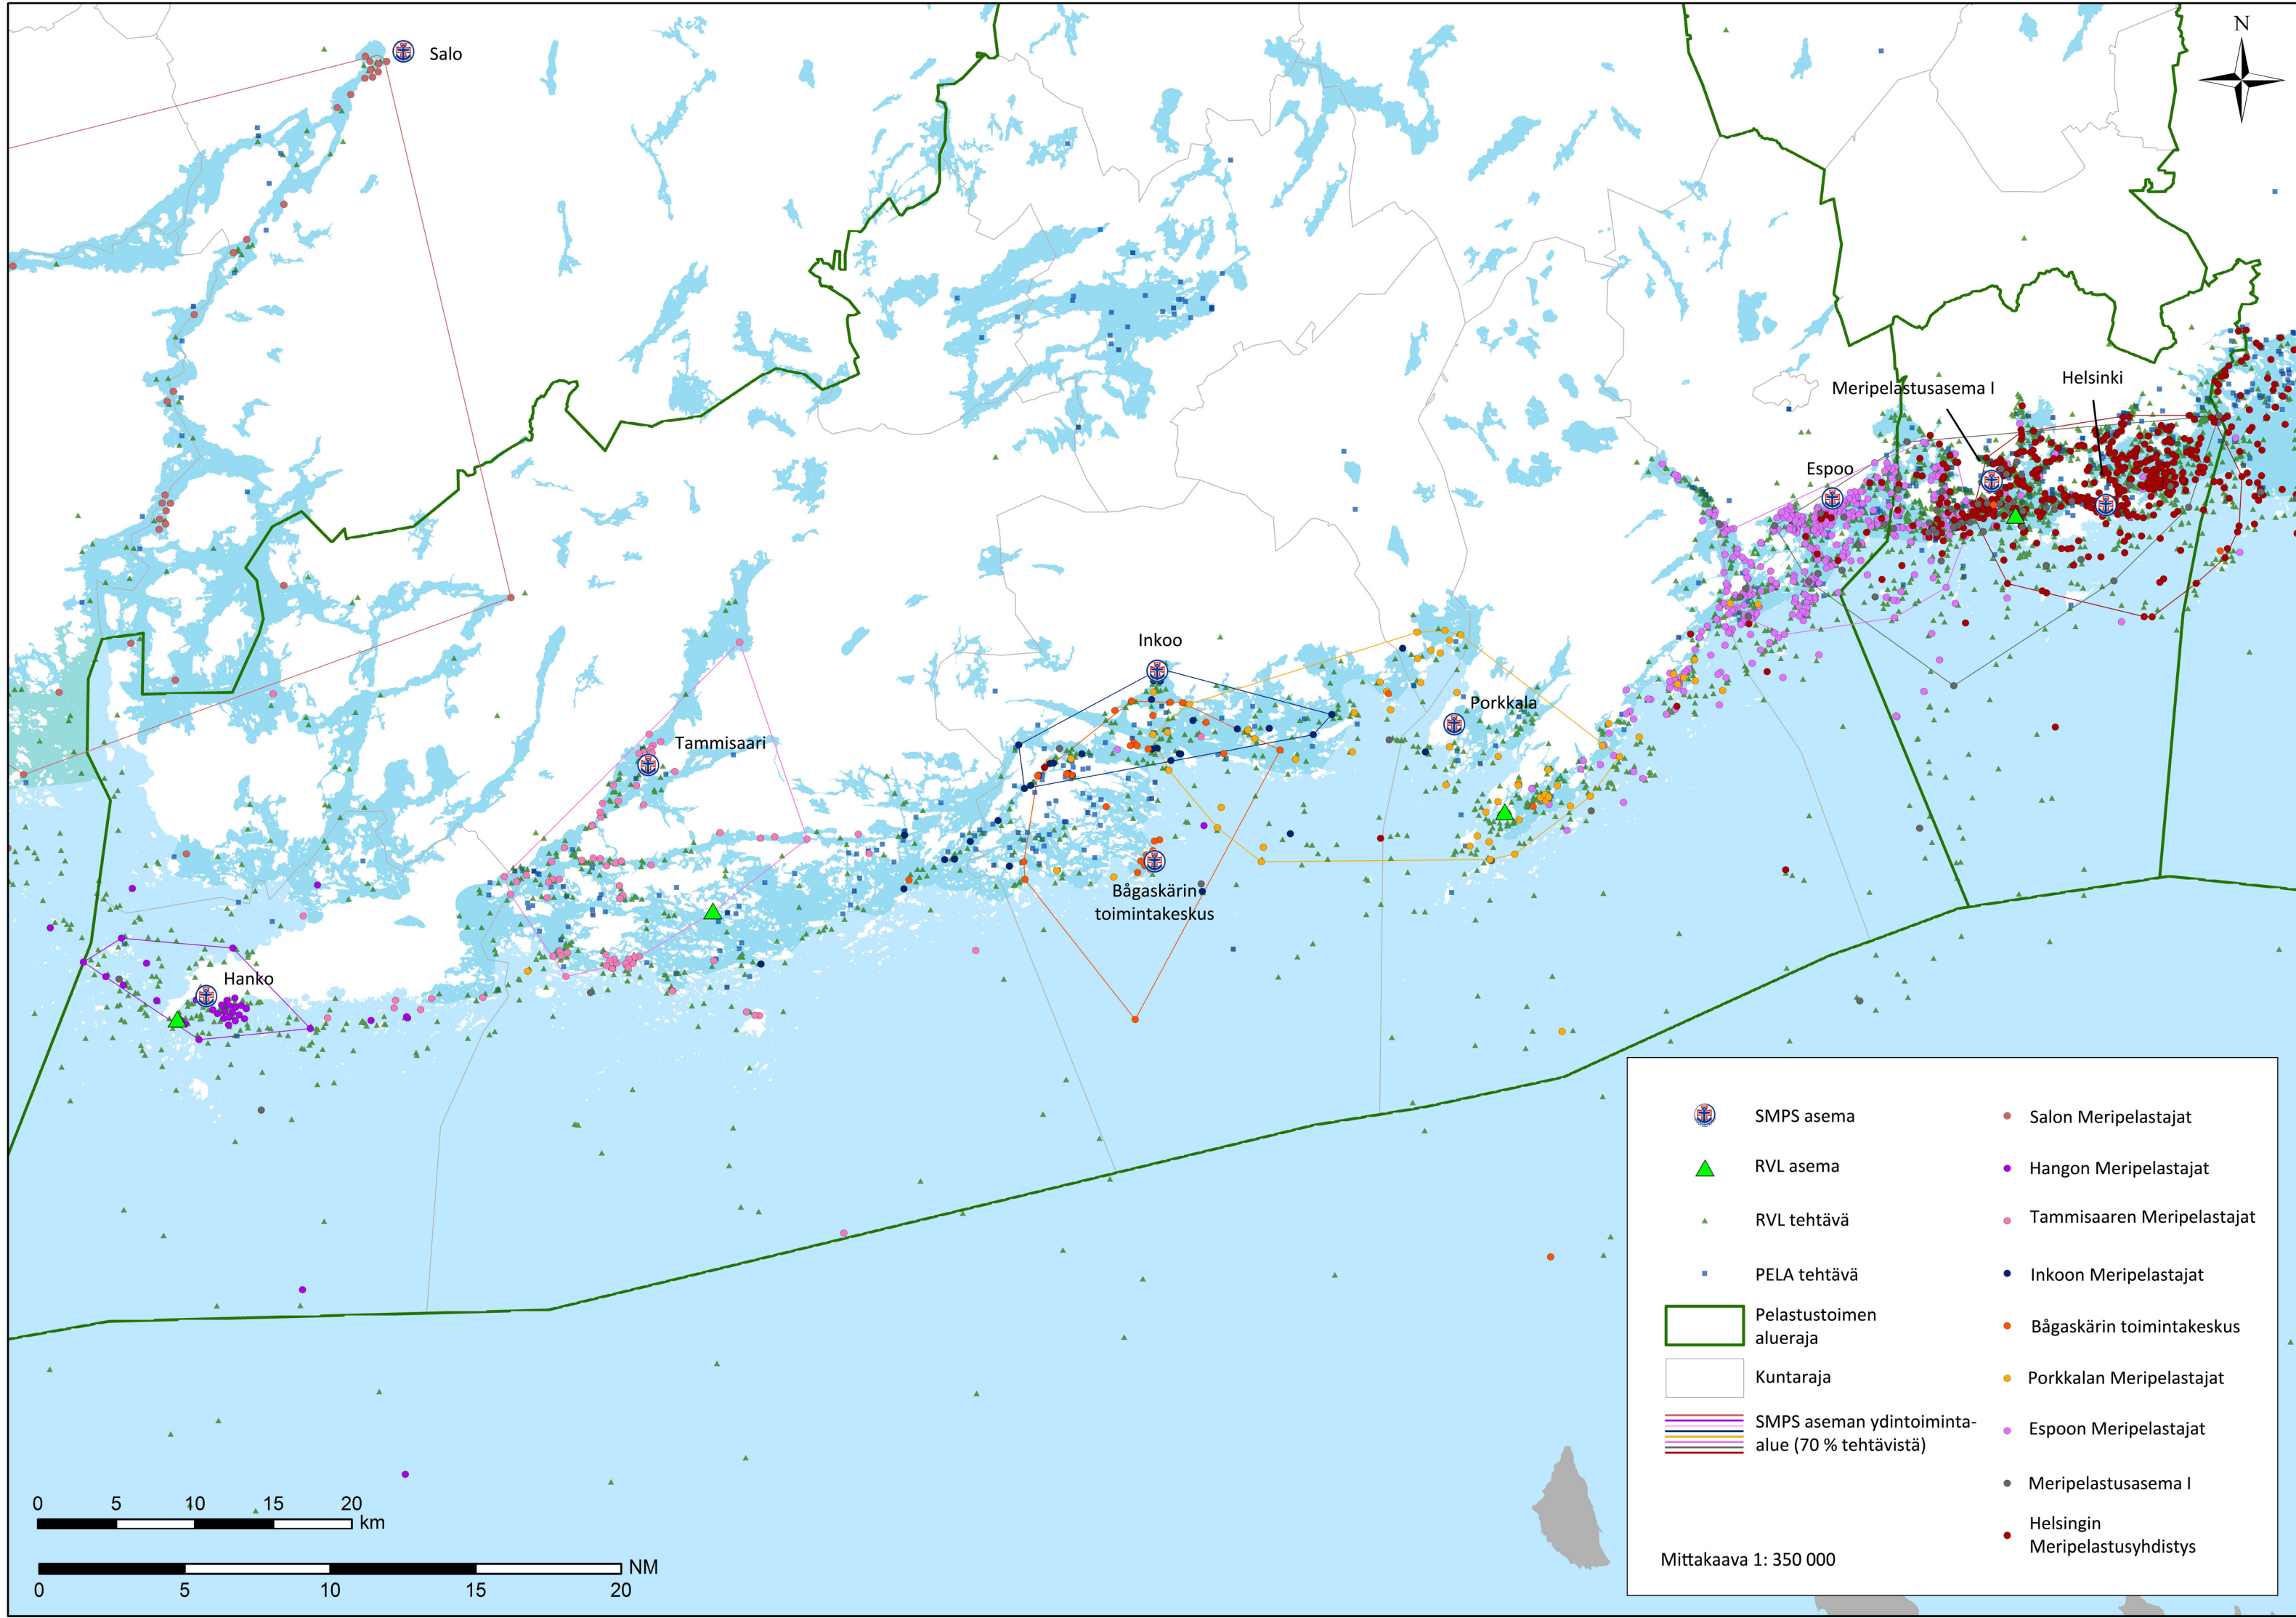 N
Salo
Meripelastusasema I
Helsinki
Espoo
Inkoo
Porkkala
Tammisaari
Bågaskärin
toimintakeskus
Hanko
SMPS asema
RVL asema
RVL tehtävä
PELA tehtävä
Pelastustoimen
alueraja
Kuntaraja
SMPS aseman ydintoiminta-
alue (70 % tehtävistä)
Mittakaava 1: 350 000
Salon Meripelastajat
Hangon Meripelastajat
Tammisaaren Meripelastajat
Inkoon Meripelastajat
Bågaskärin toimintakeskus
Porkkalan Meripelastajat
Espoon Meripelastajat
Meripelastusasema I
Helsingin
Meripelastusyhdistys
0 5 10 15 20
km
NM
0 5 10 15 20